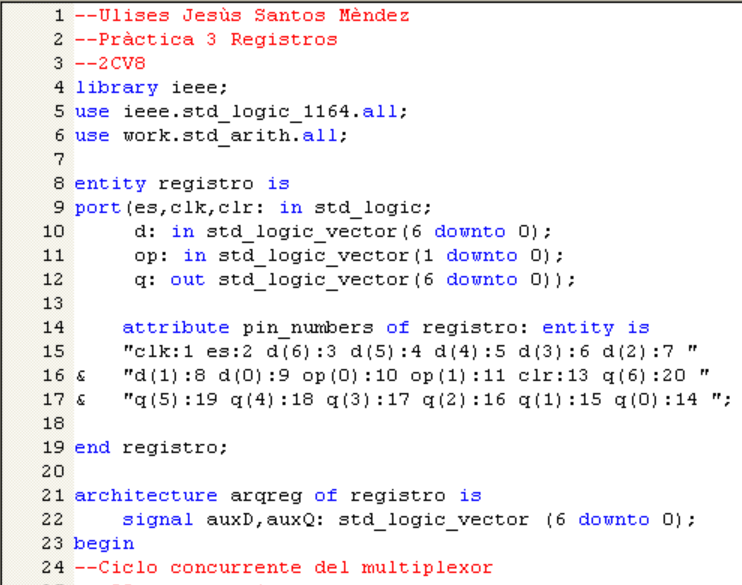 1 --Ulises Jesùs Santos Mèndez
2 --Pràctica 3 Registros
3 --2CV8
4 library ieee;
5 use ieee.std_logic_1164.all;
6 use work.std_arith.all;
7
8 entity registro is
9 port(es,clk,clr: in std_logic;
10 d: in std_logic_vector(6 downto 0);
11 op: in std_logic_vector(1 downto 0);
12 q: out std_logic_vector(6 downto 0));
13
14 attribute pin_numbers of registro: entity is
15 "clk:1 es:2 d(6):3 d(5):4 d(4):5 d(3):6 d(2):7 "
16 & "d(1):8 d(0):9 op(0):10 op(1):11 clr:13 q(6):20 "
17 & "q(5):19 q(4):18 q(3):17 q(2):16 q(1):15 q(0):14 ";
18
19 end registro;
20
21 architecture arqreg of registro is
22 signal auxD,auxQ: std_logic_vector (6 downto 0);
23 begin
24 --Ciclo concurrente del multiplexor